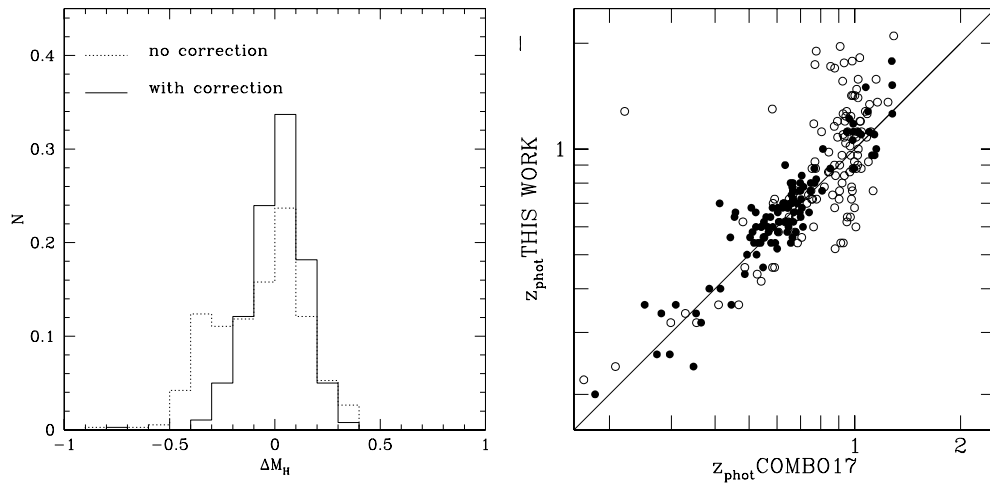 0.4
0.3
0.2
0.1
0
N
no correction
with correction
−1
−0.5
0
0.5
1
ΔM_H
1
z_phot THIS WORK
1
2
z_phot COMBO17